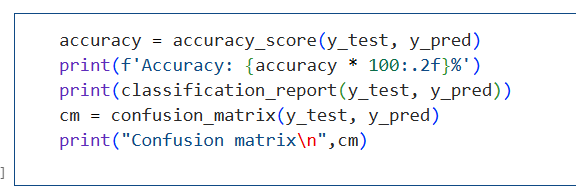 accuracy = accuracy_score(y_test, y_pred)
print(f'Accuracy: {accuracy * 100:.2f}%')
print(classification_report(y_test, y_pred))
cm = confusion_matrix(y_test, y_pred)
print("Confusion matrix\n",cm)
]